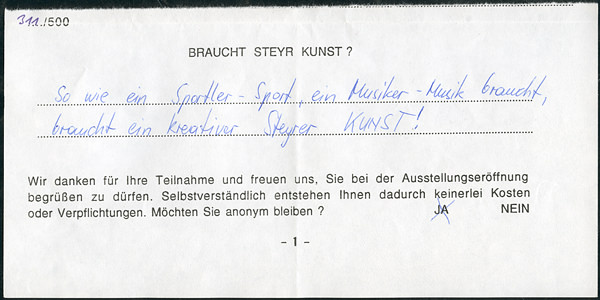 311./500
BRAUCHT STEYR KUNST ?
So wie ein Sportler - Sport, ein Musiker - Musik braucht,
braucht ein kreativer Steyrer KUNST!
Wir danken für Ihre Teilnahme und freuen uns, Sie bei der Ausstellungseröffnung
begrüßen zu dürfen. Selbstverständlich entstehen Ihnen dadurch keinerlei Kosten
oder Verpflichtungen. Möchten Sie anonym bleiben ? JA NEIN
- 1 -